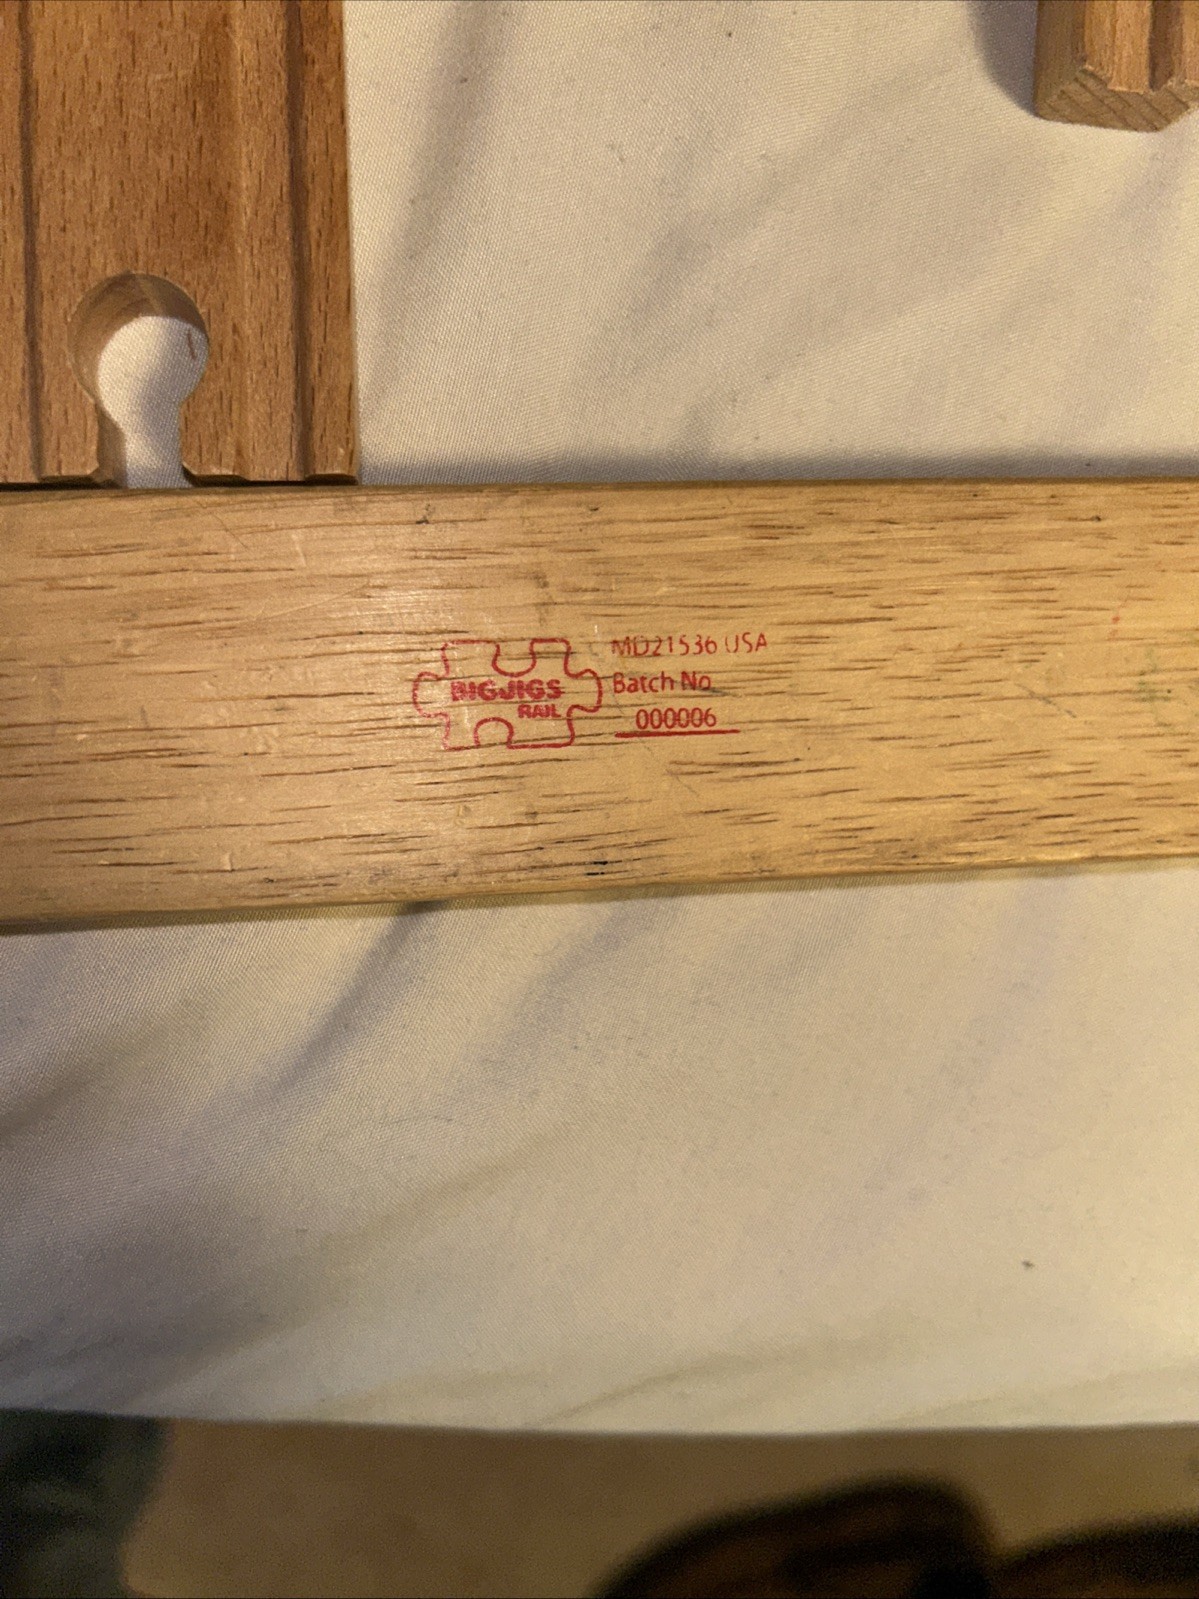 BIGJIGS
RAIL
MD21536 USA
Batch No
000006